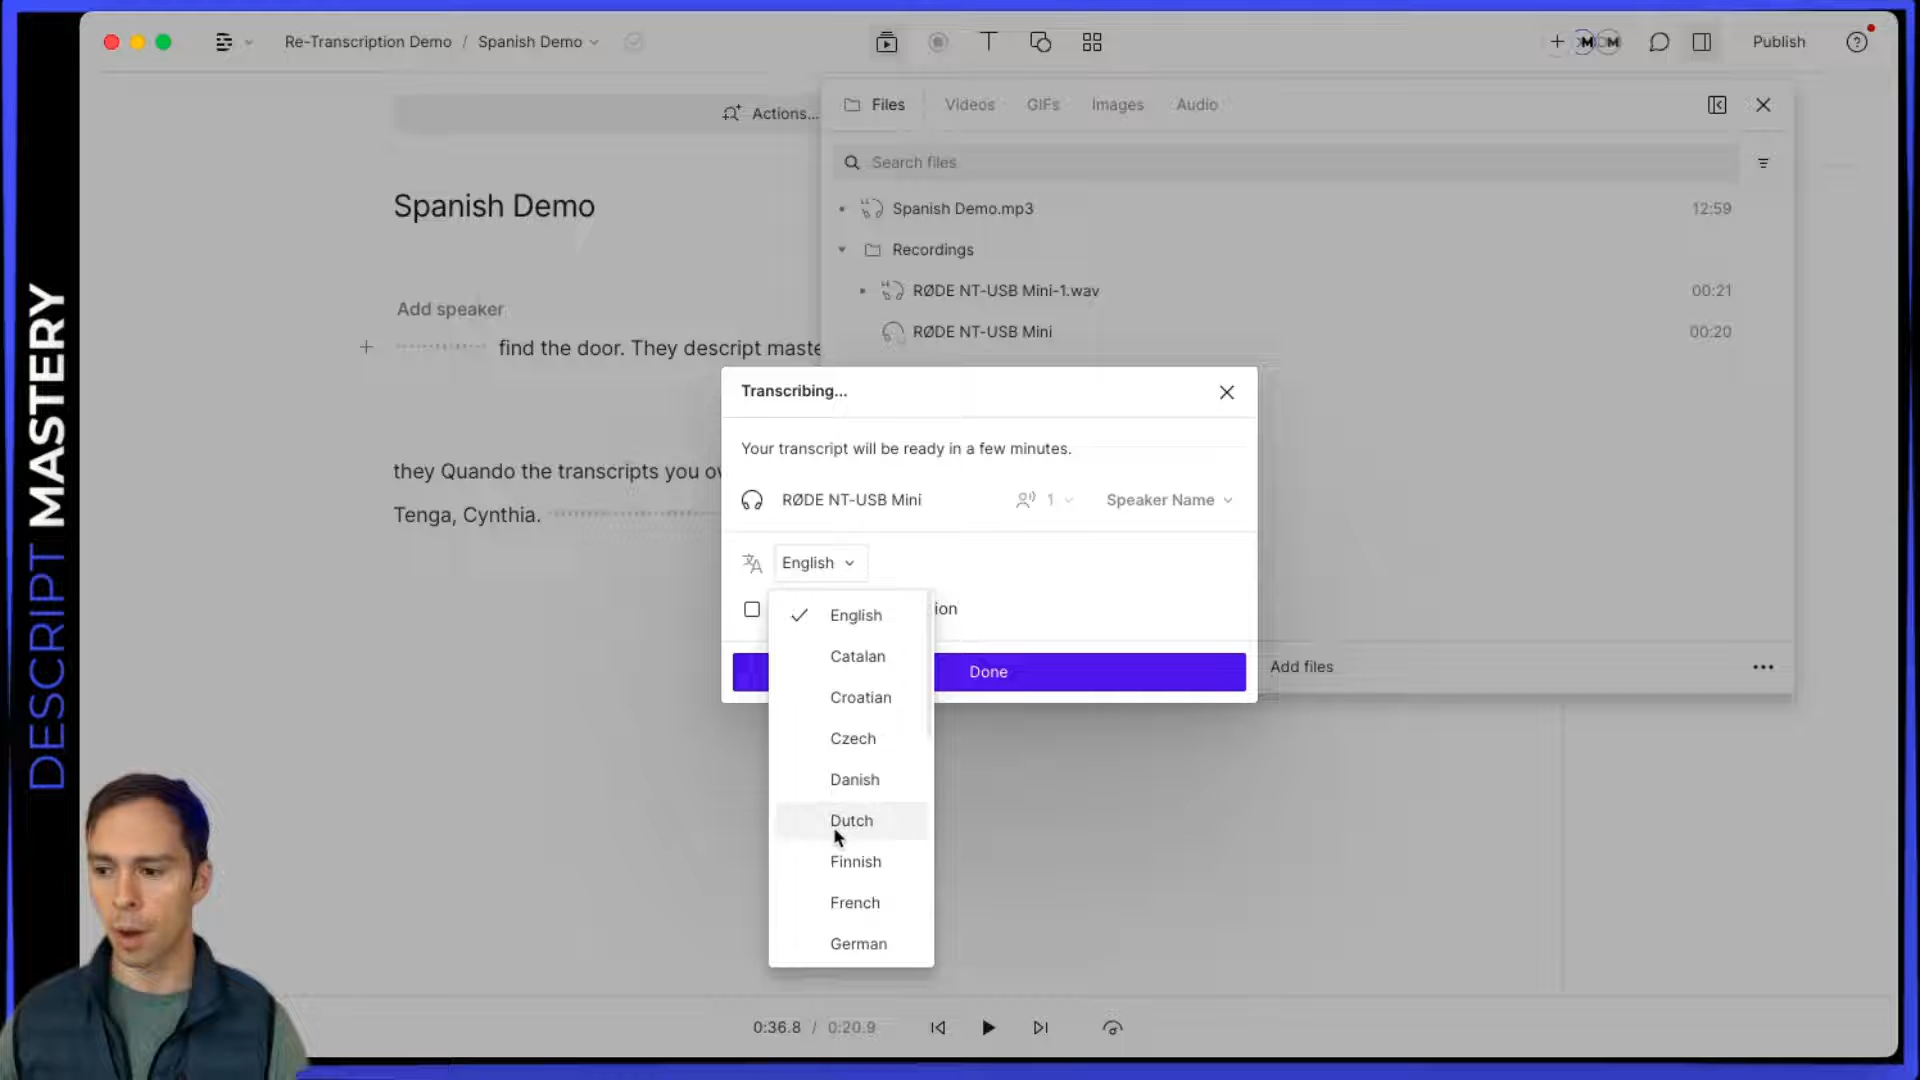 DESCRIPT MASTERY
Re-Transcription Demo / Spanish Demo
Publish
Actions...
Files Videos GIFs Images Audio
Search files
Spanish Demo.mp3 12:59
Recordings
RØDE NT-USB Mini-1.wav 00:21
RØDE NT-USB Mini 00:20
Add files
Spanish Demo
Add speaker
find the door. They descript maste
they Quando the transcripts you ov
Tenga, Cynthia.
Transcribing...
Your transcript will be ready in a few minutes.
RØDE NT-USB Mini 1 Speaker Name
English
ion
Done
English
Catalan
Croatian
Czech
Danish
Dutch
Finnish
French
German
0:36.8 / 0:20.9